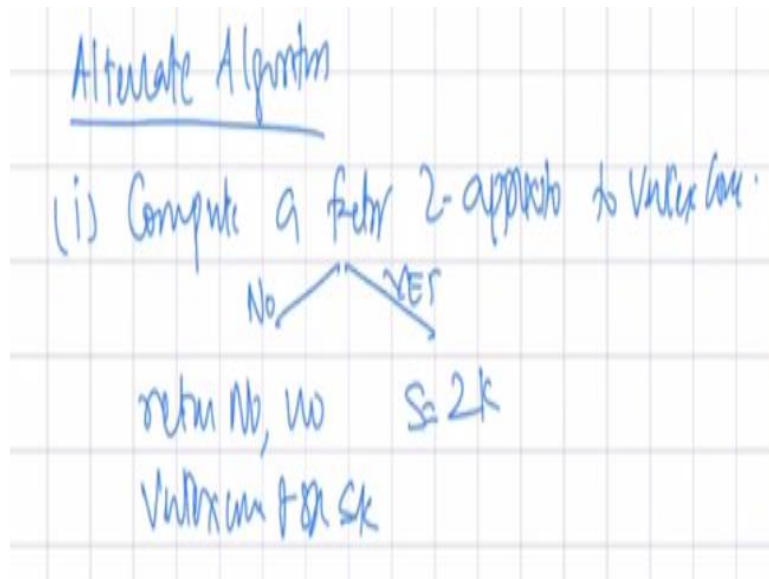 Alternate Algorithm
(i) Compute a factor 2-approx to Vertex Cover.
No YES
return No, no S=2k
Vertex cover of size ≤k